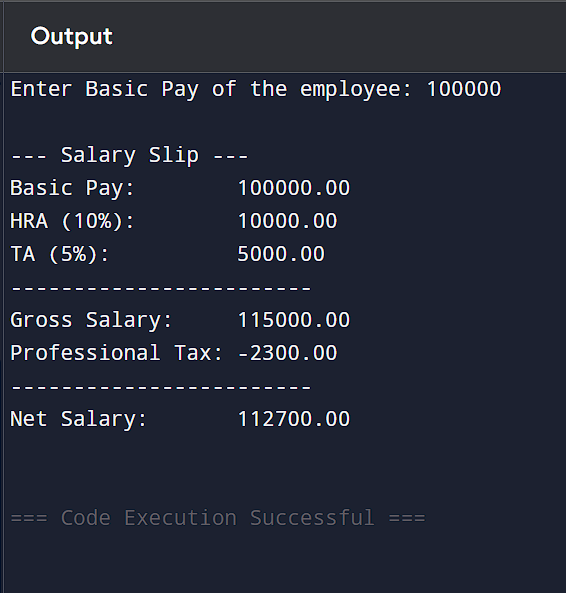 Output
Enter Basic Pay of the employee: 100000
--- Salary Slip ---
Basic Pay:        100000.00
HRA (10%):        10000.00
TA (5%):          5000.00
------------------------
Gross Salary:     115000.00
Professional Tax: -2300.00
------------------------
Net Salary:       112700.00
=== Code Execution Successful ===